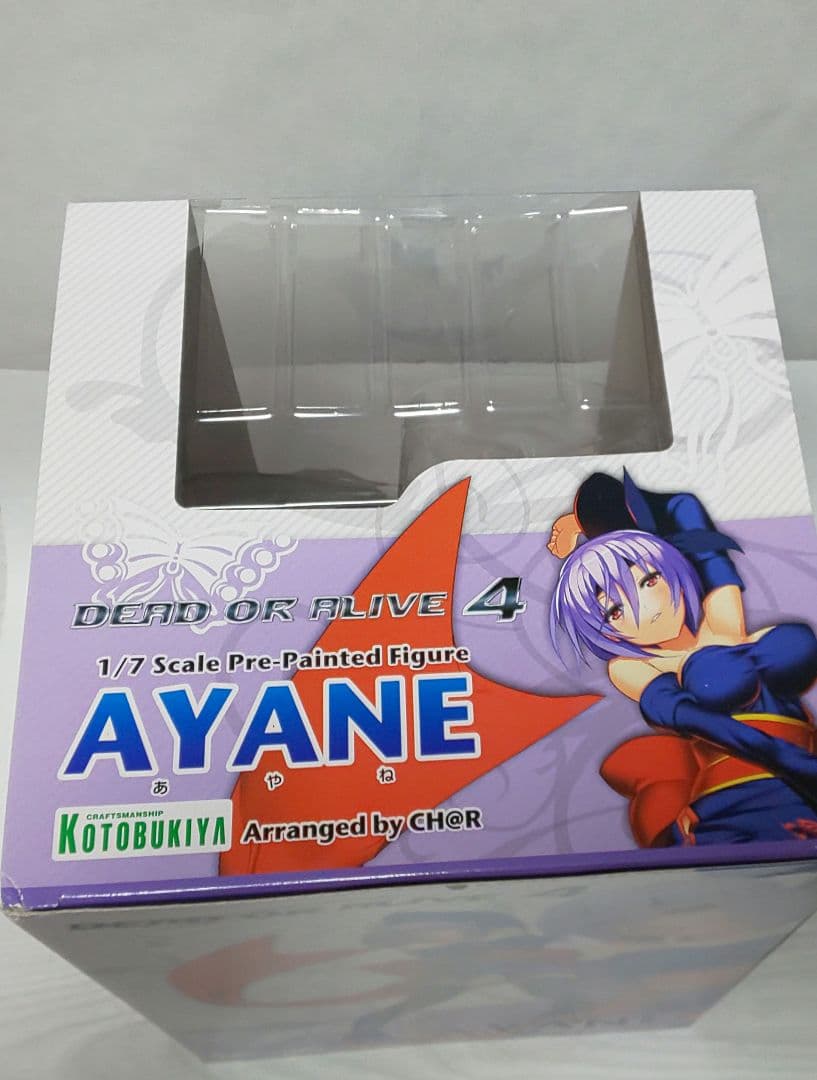 DEAD OR ALIVE 4
1/7 Scale Pre-Painted Figure
AYANE
あ や ね
CRAFTSMANSHIP
KOTOBUKIYA
Arranged by CH@R